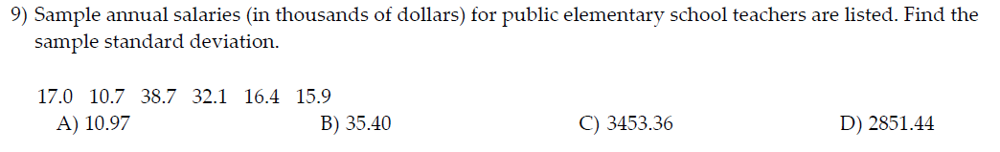 9) Sample annual salaries (in thousands of dollars) for public elementary school teachers are listed. Find the
sample standard deviation.
17.0 10.7 38.7 32.1 16.4 15.9
A) 10.97 B) 35.40 C) 3453.36 D) 2851.44